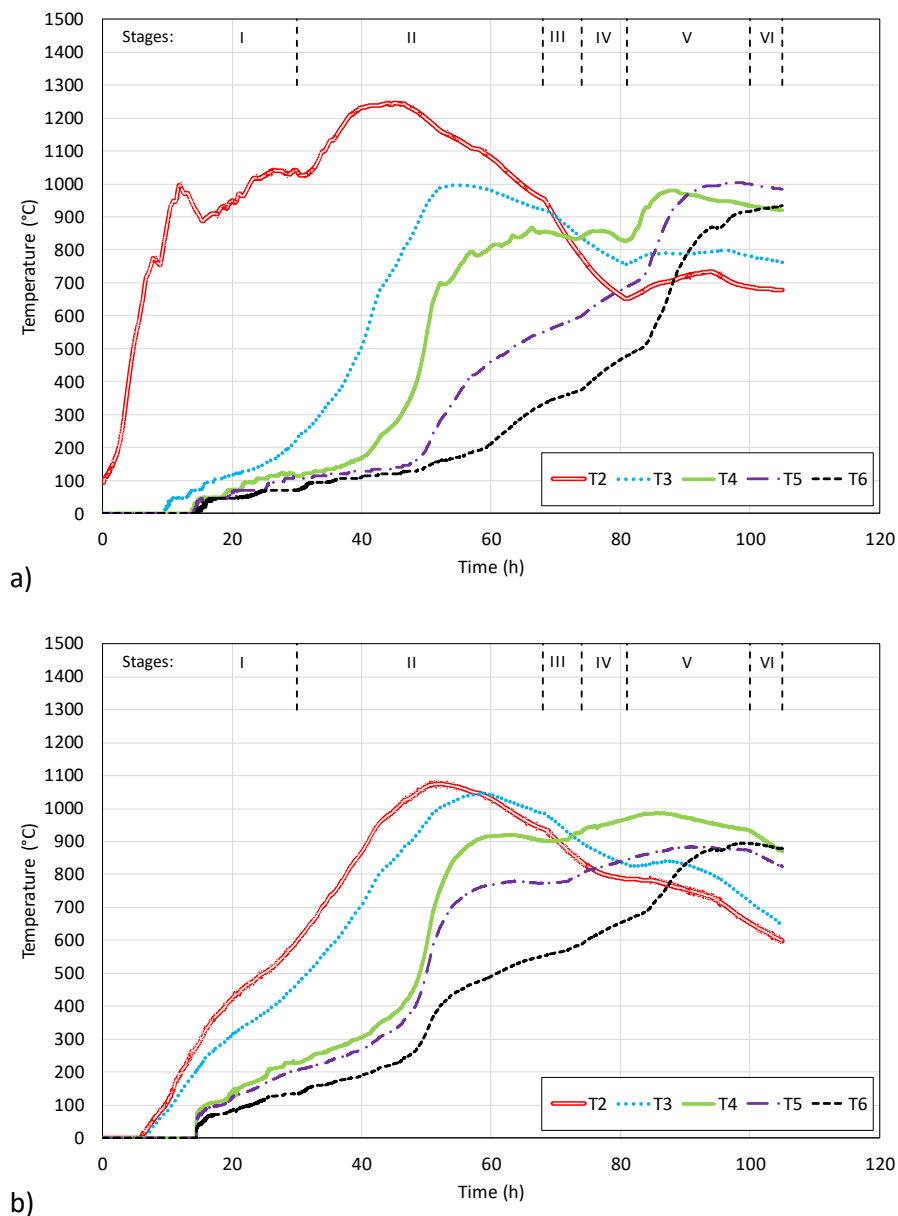 1500
1400
1300
1200
1100
1000
900
800
700
600
500
400
300
200
100
0
Temperature (°C)
Stages: I II III IV V VI
T2 T3 T4 T5 T6
0 20 40 60 80 100 120
Time (h)
a)
1500
1400
1300
1200
1100
1000
900
800
700
600
500
400
300
200
100
0
Temperature (°C)
Stages: I II III IV V VI
T2 T3 T4 T5 T6
0 20 40 60 80 100 120
Time (h)
b)